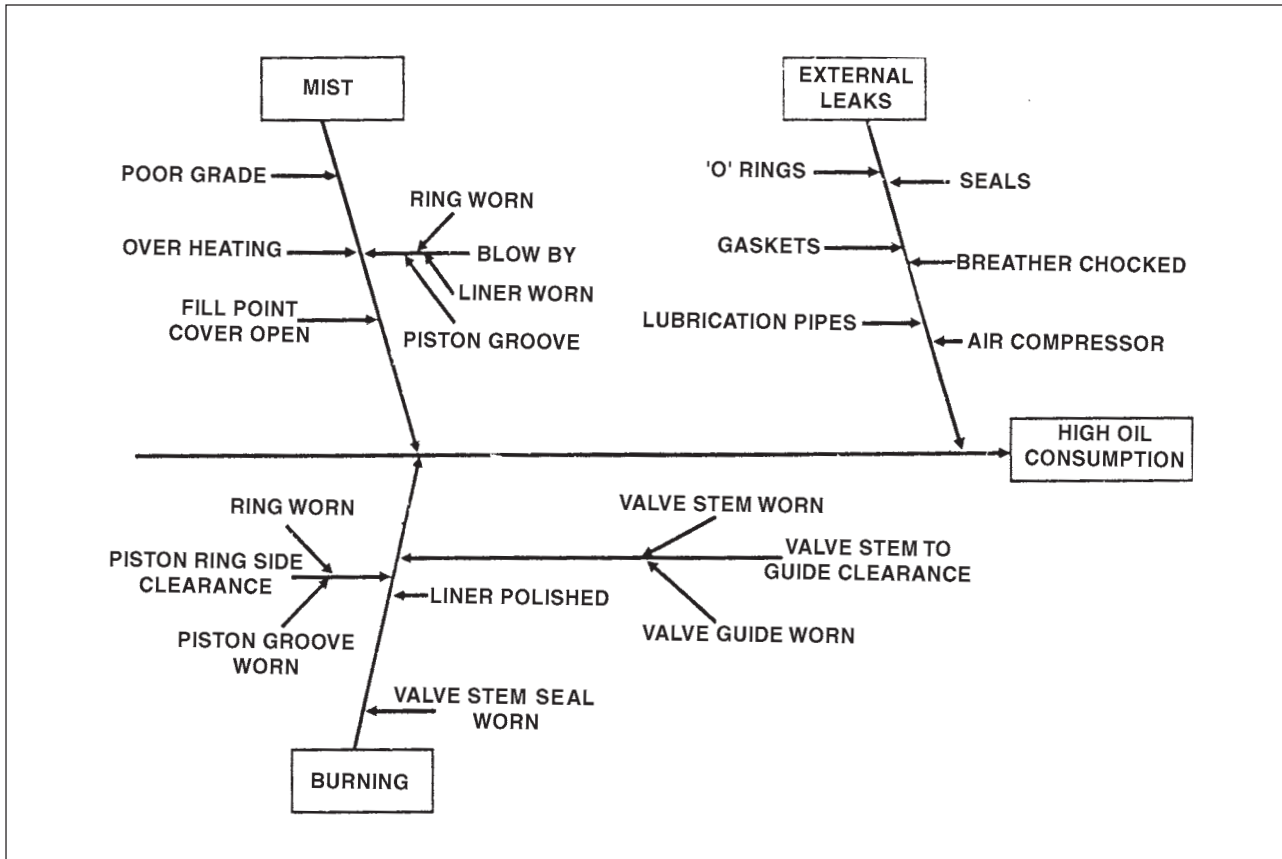 MIST
EXTERNAL
LEAKS
POOR GRADE
'O' RINGS
SEALS
RING WORN
OVER HEATING
BLOW BY
GASKETS
BREATHER CHOCKED
LINER WORN
FILL POINT
COVER OPEN
PISTON GROOVE
LUBRICATION PIPES
AIR COMPRESSOR
HIGH OIL
CONSUMPTION
RING WORN
VALVE STEM WORN
PISTON RING SIDE
CLEARANCE
VALVE STEM TO
GUIDE CLEARANCE
LINER POLISHED
PISTON GROOVE
WORN
VALVE GUIDE WORN
VALVE STEM SEAL
WORN
BURNING